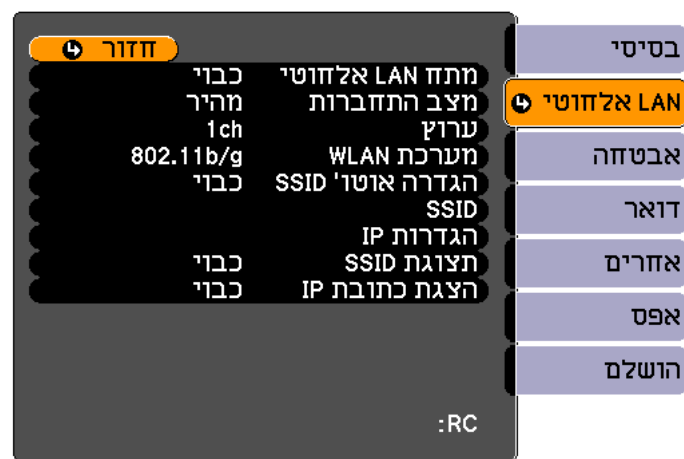 חזור
מתח LAN אלחוטי כבוי
מצב התחברות מהיר
ערוץ 1ch
מערכת WLAN 802.11b/g
הגדרה אוטו' SSID כבוי
SSID
הגדרות IP
תצוגת SSID כבוי
הצגת כתובת IP כבוי
:RC
בסיסי
LAN אלחוטי
אבטחה
דואר
אחרים
אפס
הושלם